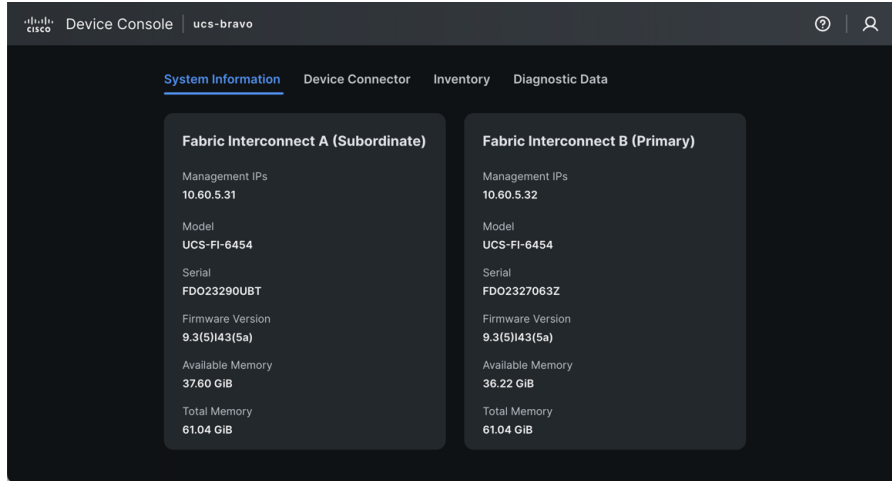 cisco Device Console ucs-bravo
System Information Device Connector Inventory Diagnostic Data
Fabric Interconnect A (Subordinate)
Management IPs
10.60.5.31
Model
UCS-FI-6454
Serial
FDO23290UBT
Firmware Version
9.3(5)I43(5a)
Available Memory
37.60 GiB
Total Memory
61.04 GiB
Fabric Interconnect B (Primary)
Management IPs
10.60.5.32
Model
UCS-FI-6454
Serial
FDO2327063Z
Firmware Version
9.3(5)I43(5a)
Available Memory
36.22 GiB
Total Memory
61.04 GiB